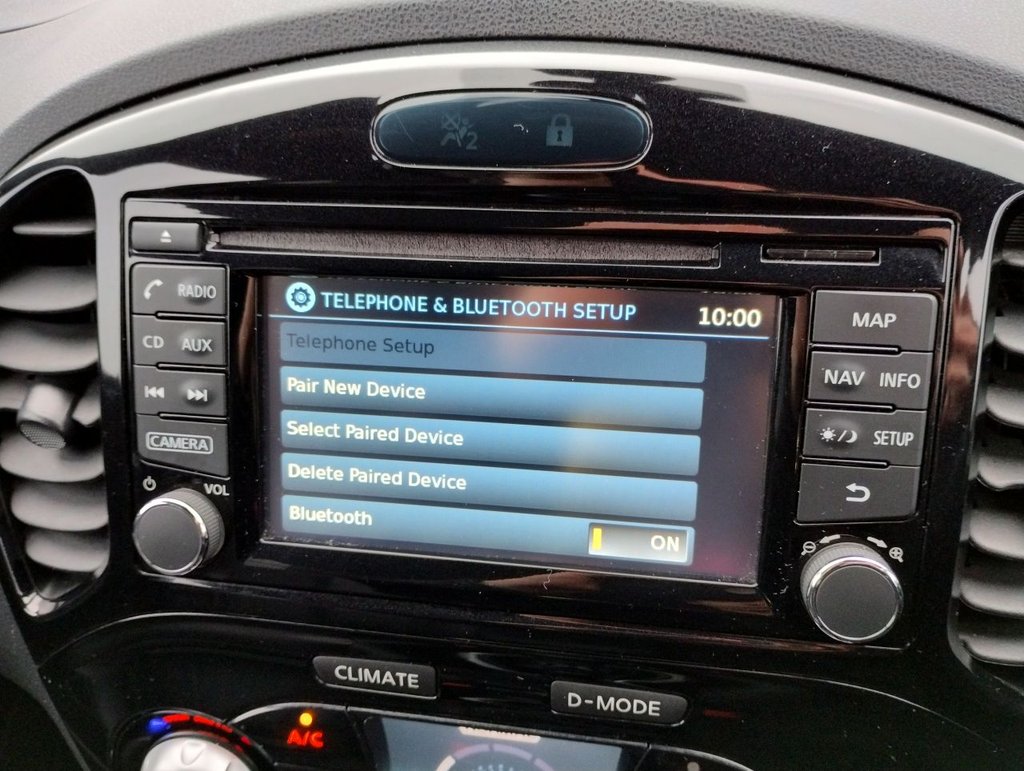 2
RADIO
CD AUX
CAMERA
VOL
TELEPHONE & BLUETOOTH SETUP 10:00
Telephone Setup
Pair New Device
Select Paired Device
Delete Paired Device
Bluetooth
ON
MAP
NAV INFO
SETUP
CLIMATE
D-MODE
A/C